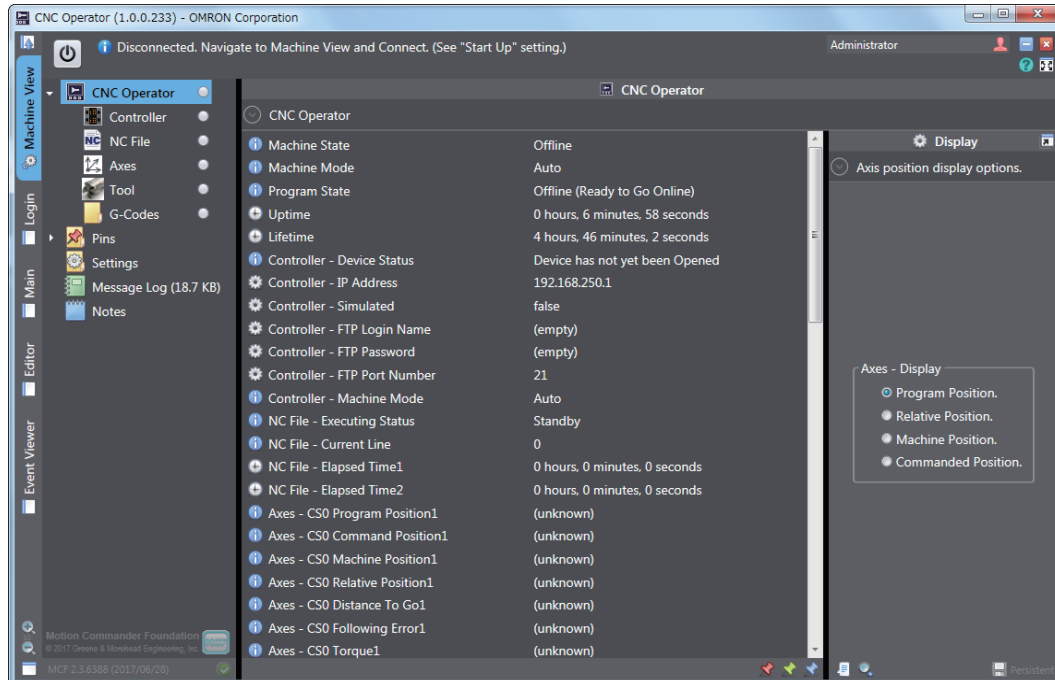 CNC Operator (1.0.0.233) - OMRON Corporation
Disconnected. Navigate to Machine View and Connect. (See "Start Up" setting.)
Administrator
Machine View
Login
Main
Editor
Event Viewer
CNC Operator
Controller
NC
NC File
Axes
Tool
G-Codes
Pins
Settings
Message Log (18.7 KB)
Notes
Motion Commander Foundation
© 2017 Greene & Morehead Engineering, Inc.
MCF 2.3.6388 (2017/06/28)
CNC Operator
CNC Operator
Machine State Offline
Machine Mode Auto
Program State Offline (Ready to Go Online)
Uptime 0 hours, 6 minutes, 58 seconds
Lifetime 4 hours, 46 minutes, 2 seconds
Controller - Device Status Device has not yet been Opened
Controller - IP Address 192.168.250.1
Controller - Simulated false
Controller - FTP Login Name (empty)
Controller - FTP Password (empty)
Controller - FTP Port Number 21
Controller - Machine Mode Auto
NC File - Executing Status Standby
NC File - Current Line 0
NC File - Elapsed Time1 0 hours, 0 minutes, 0 seconds
NC File - Elapsed Time2 0 hours, 0 minutes, 0 seconds
Axes - CS0 Program Position1 (unknown)
Axes - CS0 Command Position1 (unknown)
Axes - CS0 Machine Position1 (unknown)
Axes - CS0 Relative Position1 (unknown)
Axes - CS0 Distance To Go1 (unknown)
Axes - CS0 Following Error1 (unknown)
Axes - CS0 Torque1 (unknown)
Display
Axis position display options.
Axes - Display
Program Position.
Relative Position.
Machine Position.
Commanded Position.
Persistent